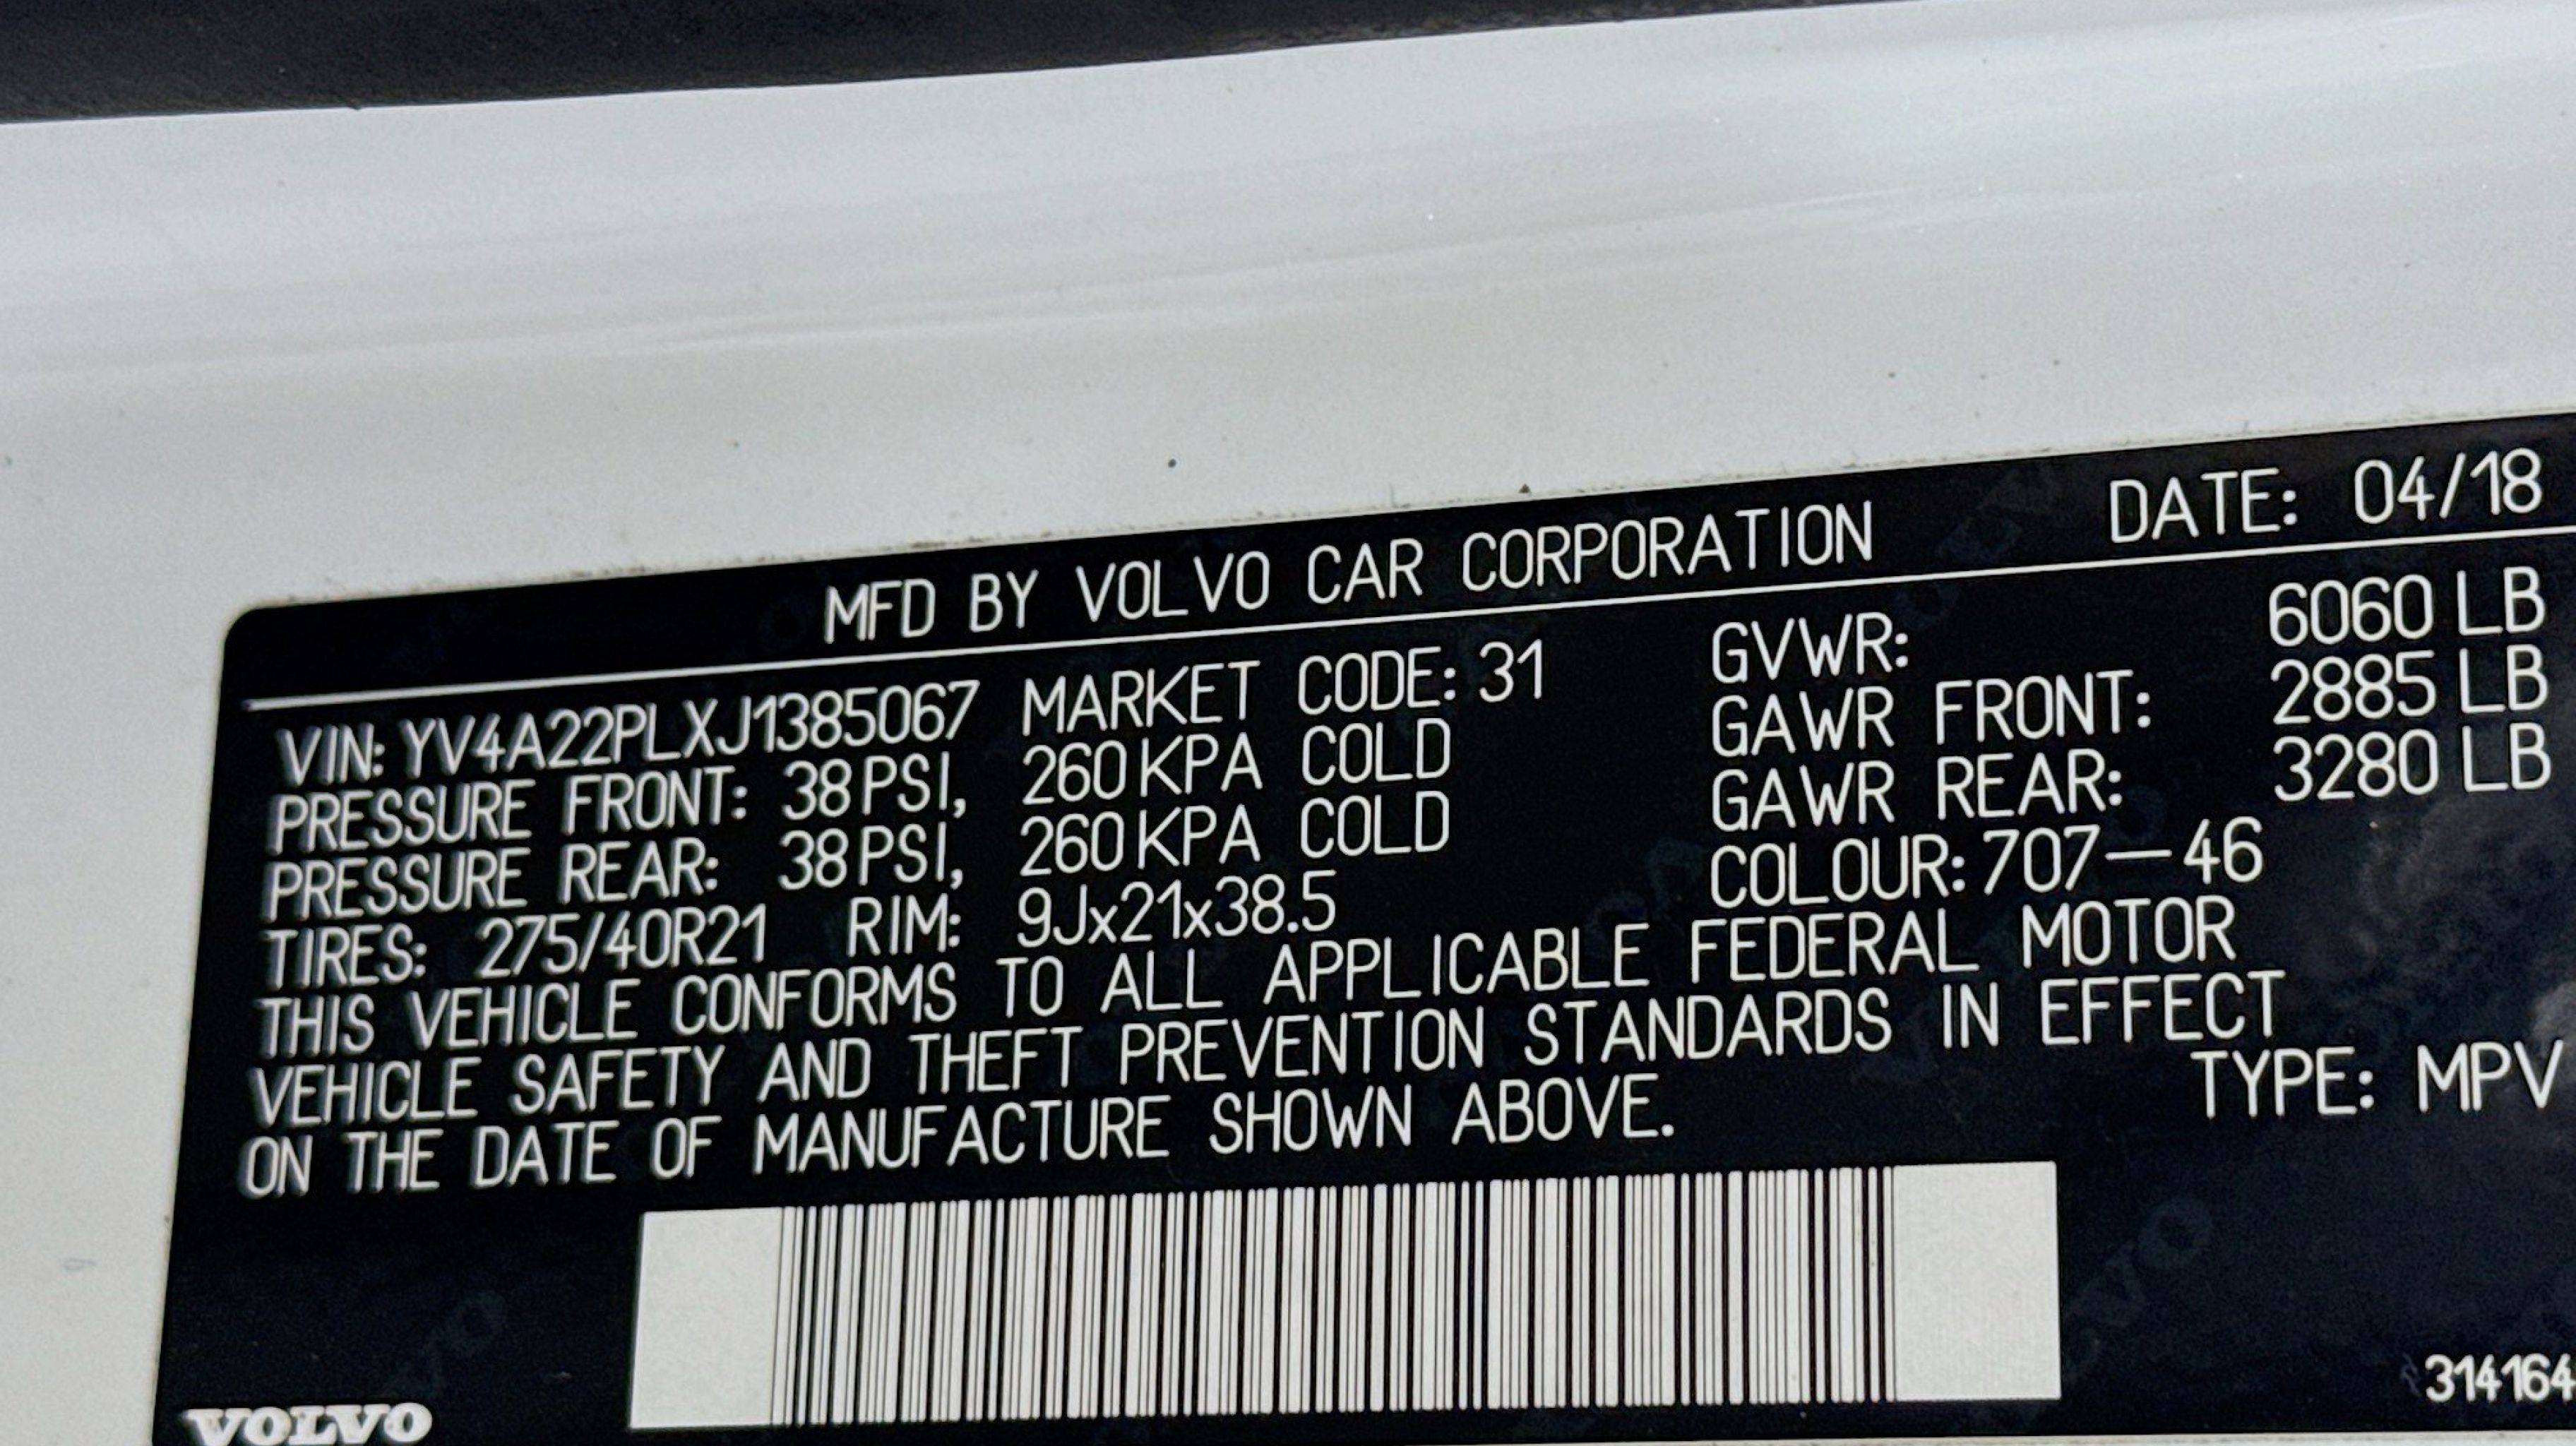 MFD BY VOLVO CAR CORPORATION DATE: 04/18
VIN: YV4A22PLXJ1385067 MARKET CODE: 31 GVWR: 6060 LB
PRESSURE FRONT: 38 PSI, 260 KPA COLD GAWR FRONT: 2885 LB
PRESSURE REAR: 38 PSI, 260 KPA COLD GAWR REAR: 3280 LB
TIRES: 275/40R21 RIM: 9Jx21x38.5 COLOUR: 707-46
THIS VEHICLE CONFORMS TO ALL APPLICABLE FEDERAL MOTOR
VEHICLE SAFETY AND THEFT PREVENTION STANDARDS IN EFFECT
ON THE DATE OF MANUFACTURE SHOWN ABOVE. TYPE: MPV
VOLVO 314164